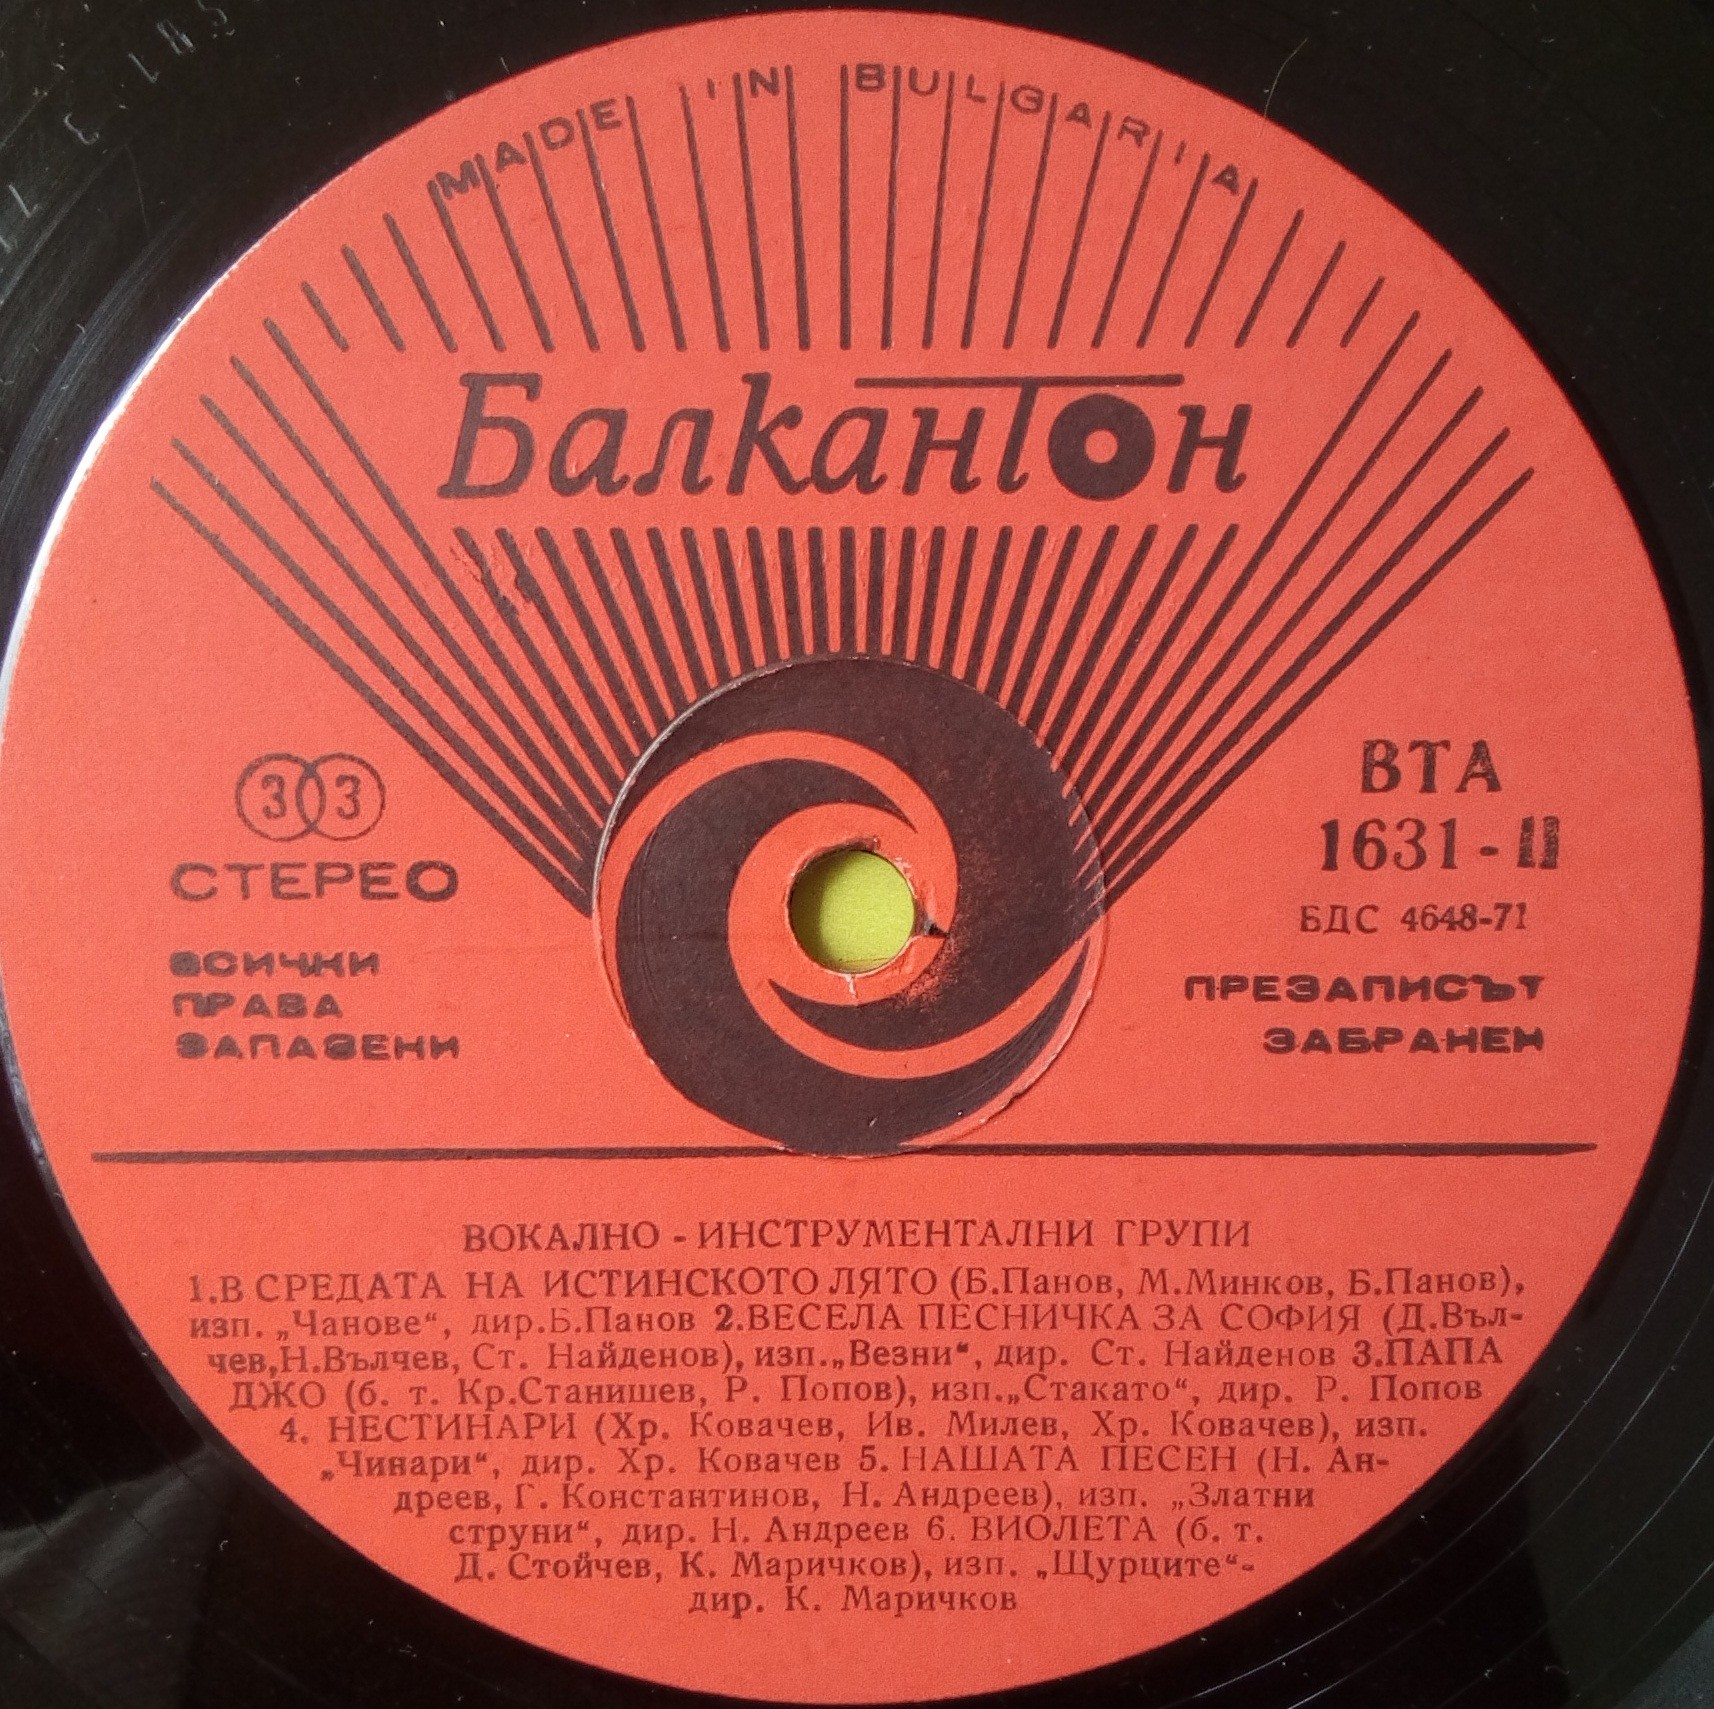 MADE IN BULGARIA
Балкантон
33
СТЕРЕО
ВСИЧКИ
ПРАВА
ЗАПАЗЕНИ
ВТА
1631-II
БДС 4648-71
ПРЕЗАПИСЪТ
ЗАБРАНЕН
ВОКАЛНО - ИНСТРУМЕНТАЛНИ ГРУПИ
1.В СРЕДАТА НА ИСТИНСКОТО ЛЯТО (Б.Панов, М.Минков, Б.Панов),
изп. „Чанове“, дир.Б.Панов 2.ВЕСЕЛА ПЕСНИЧКА ЗА СОФИЯ (Д.Въл-
чев,Н.Вълчев, Ст. Найденов), изп.„Везни“, дир. Ст. Найденов 3.ПАПА
ДЖО (б. т. Кр.Станишев, Р. Попов), изп.„Стакато“, дир. Р. Попов
4. НЕСТИНАРИ (Хр. Ковачев, Ив. Милев, Хр. Ковачев), изп.
„Чинари“, дир. Хр. Ковачев 5. НАШАТА ПЕСЕН (Н. Ан-
дреев, Г. Константинов, Н. Андреев), изп. „Златни
струни“, дир. Н. Андреев 6. ВИОЛЕТА (б. т.
Д. Стойчев, К. Маричков), изп. „Щурците“-
дир. К. Маричков